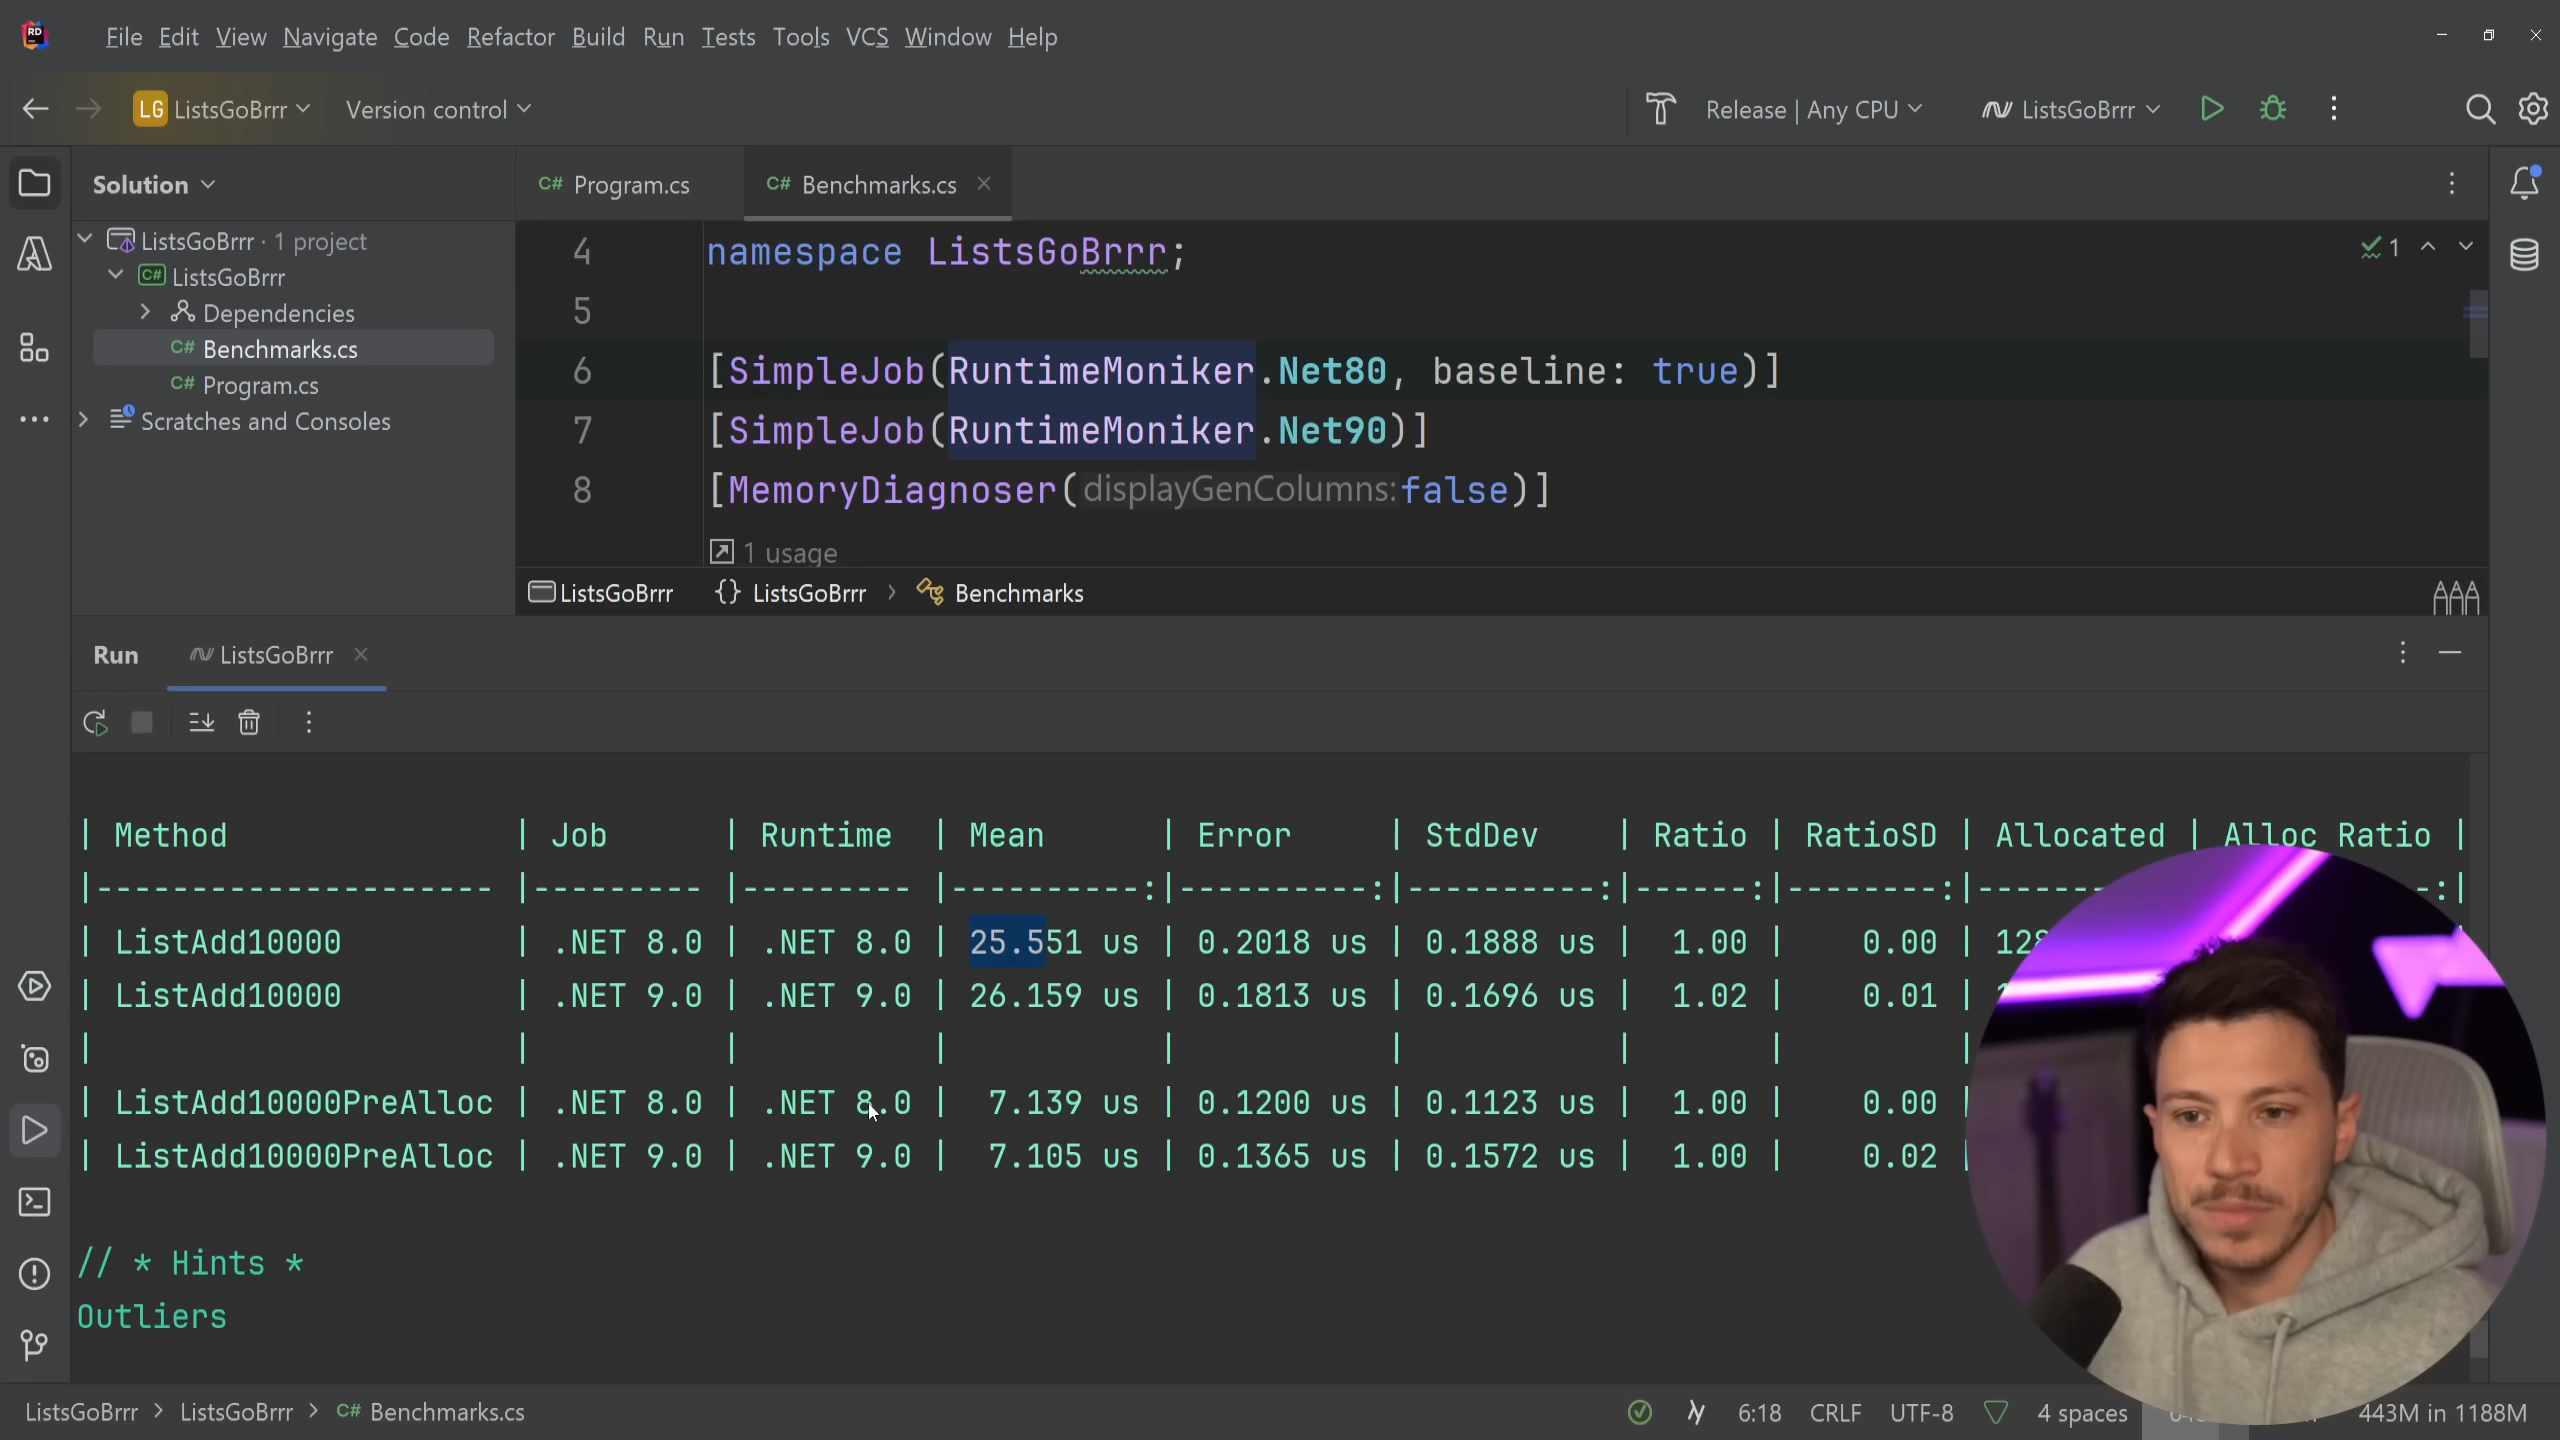 RD File Edit View Navigate Code Refactor Build Run Tests Tools VCS Window Help
LG ListsGoBrrr Version control Release | Any CPU ListsGoBrrr
Solution
C# Program.cs C# Benchmarks.cs
ListsGoBrrr · 1 project
C# ListsGoBrrr
Dependencies
C# Benchmarks.cs
C# Program.cs
Scratches and Consoles
4 namespace ListsGoBrrr;
1
5
6 [SimpleJob(RuntimeMoniker.Net80, baseline: true)]
7 [SimpleJob(RuntimeMoniker.Net90)]
8 [MemoryDiagnoser(displayGenColumns:false)]
1 usage
ListsGoBrrr {} ListsGoBrrr > Benchmarks
Run ListsGoBrrr
| Method | Job | Runtime | Mean | Error | StdDev | Ratio | RatioSD | Allocated | Alloc Ratio |
|--------------------- |--------- |--------- |----------:|----------:|----------:|------:|--------:|------- -:|
| ListAdd10000 | .NET 8.0 | .NET 8.0 | 25.551 us | 0.2018 us | 0.1888 us | 1.00 | 0.00 | 128
| ListAdd10000 | .NET 9.0 | .NET 9.0 | 26.159 us | 0.1813 us | 0.1696 us | 1.02 | 0.01 |
| | | | | | | | |
| ListAdd10000PreAlloc | .NET 8.0 | .NET 8.0 | 7.139 us | 0.1200 us | 0.1123 us | 1.00 | 0.00 |
| ListAdd10000PreAlloc | .NET 9.0 | .NET 9.0 | 7.105 us | 0.1365 us | 0.1572 us | 1.00 | 0.02 |
// * Hints *
Outliers
ListsGoBrrr > ListsGoBrrr > C# Benchmarks.cs 6:18 CRLF UTF-8 4 spaces 443M in 1188M